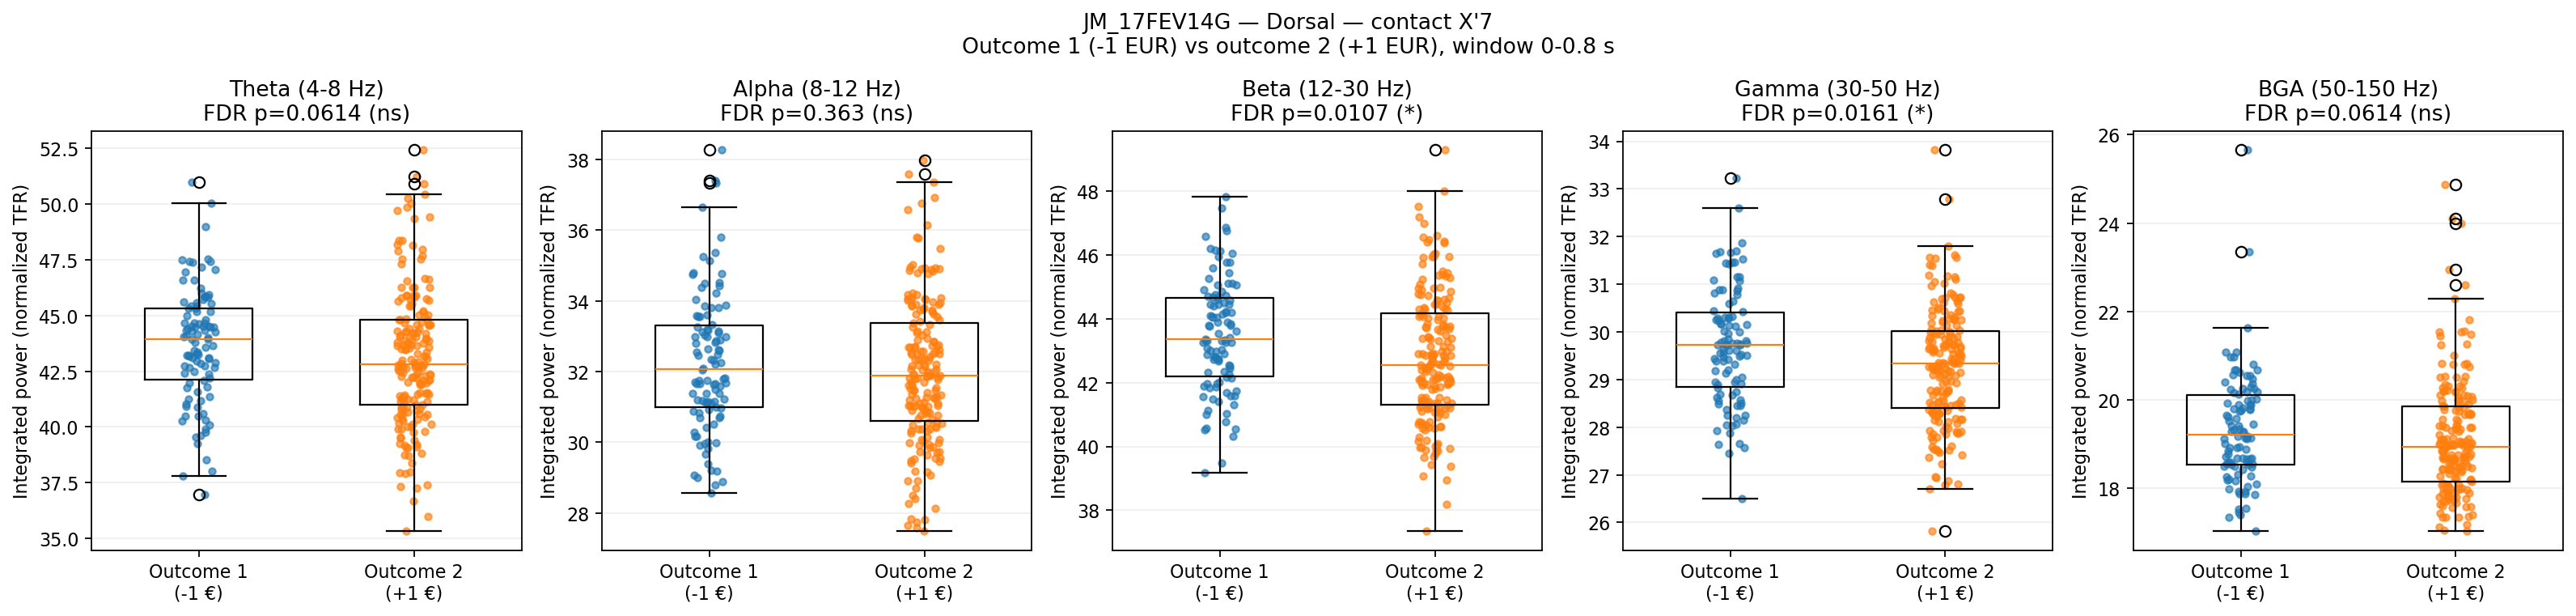 JM_17FEV14G — Dorsal — contact X'7
Outcome 1 (-1 EUR) vs outcome 2 (+1 EUR), window 0-0.8 s
Theta (4-8 Hz)
FDR p=0.0614 (ns)
Integrated power (normalized TFR)
52.5
50.0
47.5
45.0
42.5
40.0
37.5
35.0
Outcome 1
(-1 €)
Outcome 2
(+1 €)
Alpha (8-12 Hz)
FDR p=0.363 (ns)
Integrated power (normalized TFR)
38
36
34
32
30
28
Outcome 1
(-1 €)
Outcome 2
(+1 €)
Beta (12-30 Hz)
FDR p=0.0107 (*)
Integrated power (normalized TFR)
48
46
44
42
40
38
Outcome 1
(-1 €)
Outcome 2
(+1 €)
Gamma (30-50 Hz)
FDR p=0.0161 (*)
Integrated power (normalized TFR)
34
33
32
31
30
29
28
27
26
Outcome 1
(-1 €)
Outcome 2
(+1 €)
BGA (50-150 Hz)
FDR p=0.0614 (ns)
Integrated power (normalized TFR)
26
24
22
20
18
Outcome 1
(-1 €)
Outcome 2
(+1 €)